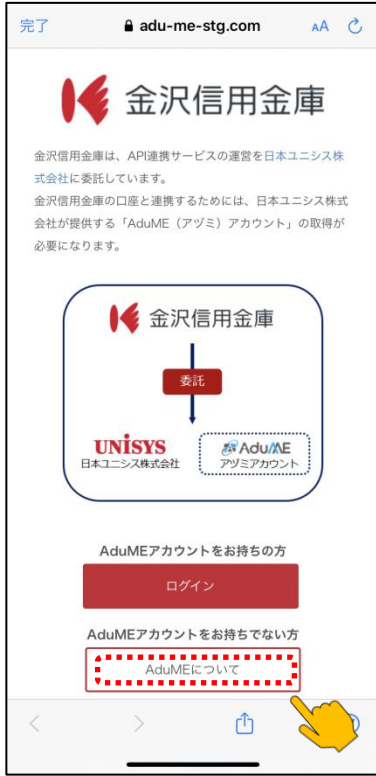 完了
adu-me-stg.com
AA
金沢信用金庫
金沢信用金庫は、API連携サービスの運営を日本ユニシス株
式会社に委託しています。
金沢信用金庫の口座と連携するためには、日本ユニシス株式
会社が提供する「AduME（アヅミ）アカウント」の取得が
必要になります。
金沢信用金庫
委託
UNISYS
日本ユニシス株式会社
AduME
アヅミアカウント
AduMEアカウントをお持ちの方
ログイン
AduMEアカウントをお持ちでない方
AduMEについて